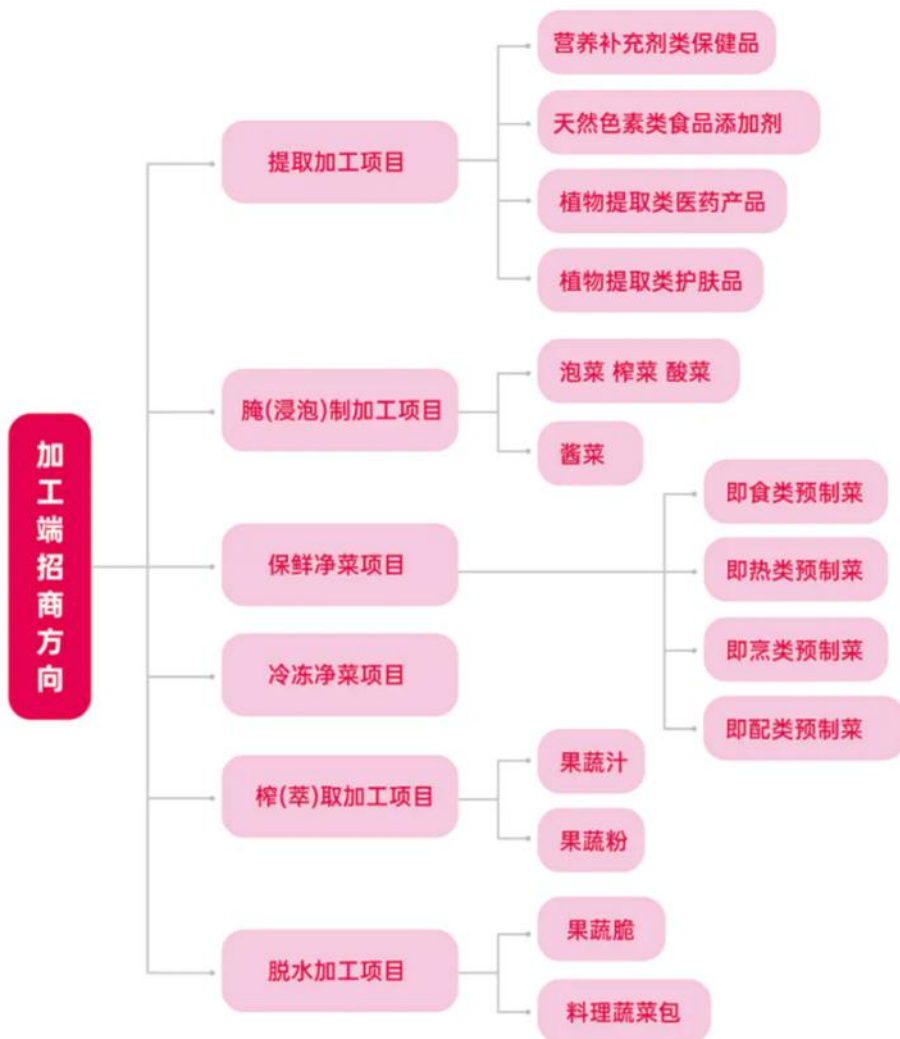 加工端招商方向
提取加工项目
营养补充剂类保健品
天然色素类食品添加剂
植物提取类医药产品
植物提取类护肤品
腌(浸泡)制加工项目
泡菜 榨菜 酸菜
酱菜
保鲜净菜项目
即食类预制菜
即热类预制菜
即烹类预制菜
即配类预制菜
冷冻净菜项目
榨(萃)取加工项目
果蔬汁
果蔬粉
脱水加工项目
果蔬脆
料理蔬菜包